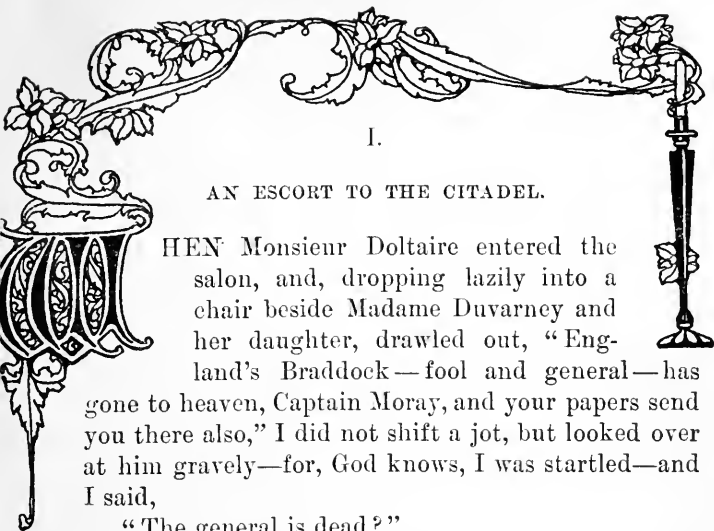 I.
AN ESCORT TO THE CITADEL.
WHEN Monsieur Doltaire entered the
salon, and, dropping lazily into a
chair beside Madame Duvarney and
her daughter, drawled out, “Eng-
land's Braddock—fool and general—has
gone to heaven, Captain Moray, and your papers send
you there also,” I did not shift a jot, but looked over
at him gravely—for, God knows, I was startled—and
I said,
“The general is dead?”